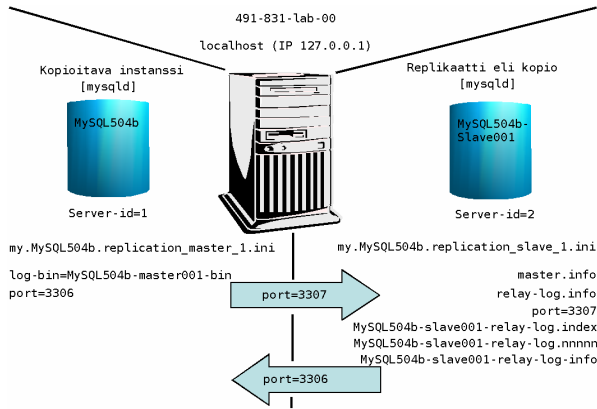 491-831-lab-00
localhost (IP 127.0.0.1)
Kopioitava instanssi
[mysqld]
MySQL504b
Server-id=1
Replikaatti eli kopio
[mysqld]
MySQL504b-
Slave001
Server-id=2
my.MySQL504b.replication_master_1.ini
log-bin=MySQL504b-master001-bin
port=3306
my.MySQL504b.replication_slave_1.ini
master.info
relay-log.info
port=3307
MySQL504b-slave001-relay-log.index
MySQL504b-slave001-relay-log.nnnnn
MySQL504b-slave001-relay-log-info
port=3307
port=3306